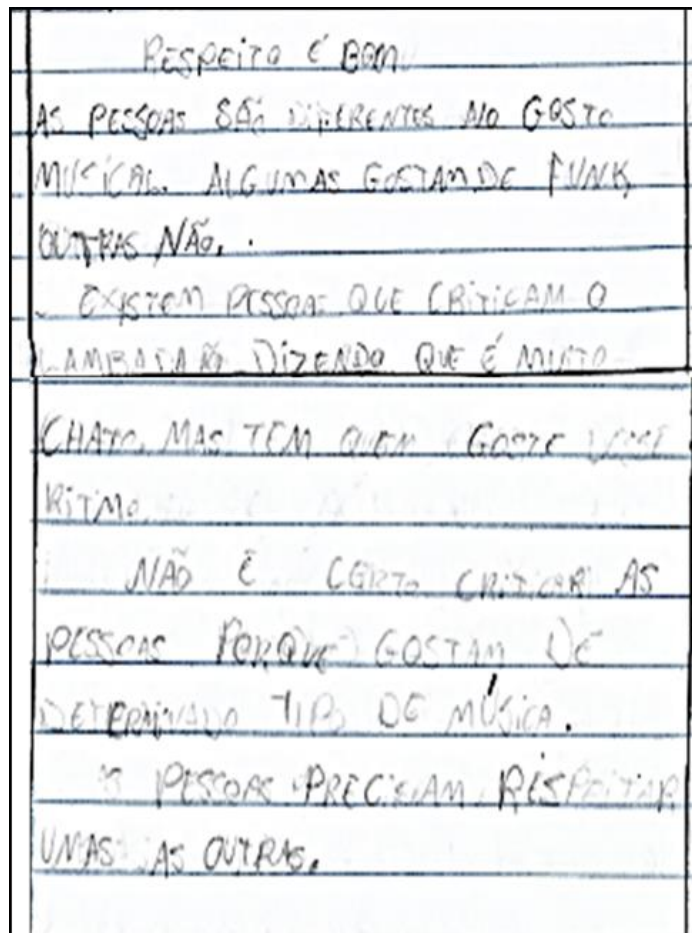 RESPEITO É BOM
AS PESSOAS SÃO DIFERENTES NO GOSTO
MUSICAL. ALGUMAS GOSTAM DE FUNK,
OUTRAS NÃO.
EXISTEM PESSOAS QUE CRITICAM O
LAMBADÃO DIZENDO QUE É MUITO
CHATO, MAS TEM QUEM GOSTE DESSE
RITMO.
NÃO É CERTO CRITICAR AS
PESSOAS PORQUE GOSTAM DE
DETERMINADO TIPO DE MÚSICA.
AS PESSOAS PRECISAM RESPEITAR
UMAS AS OUTRAS.